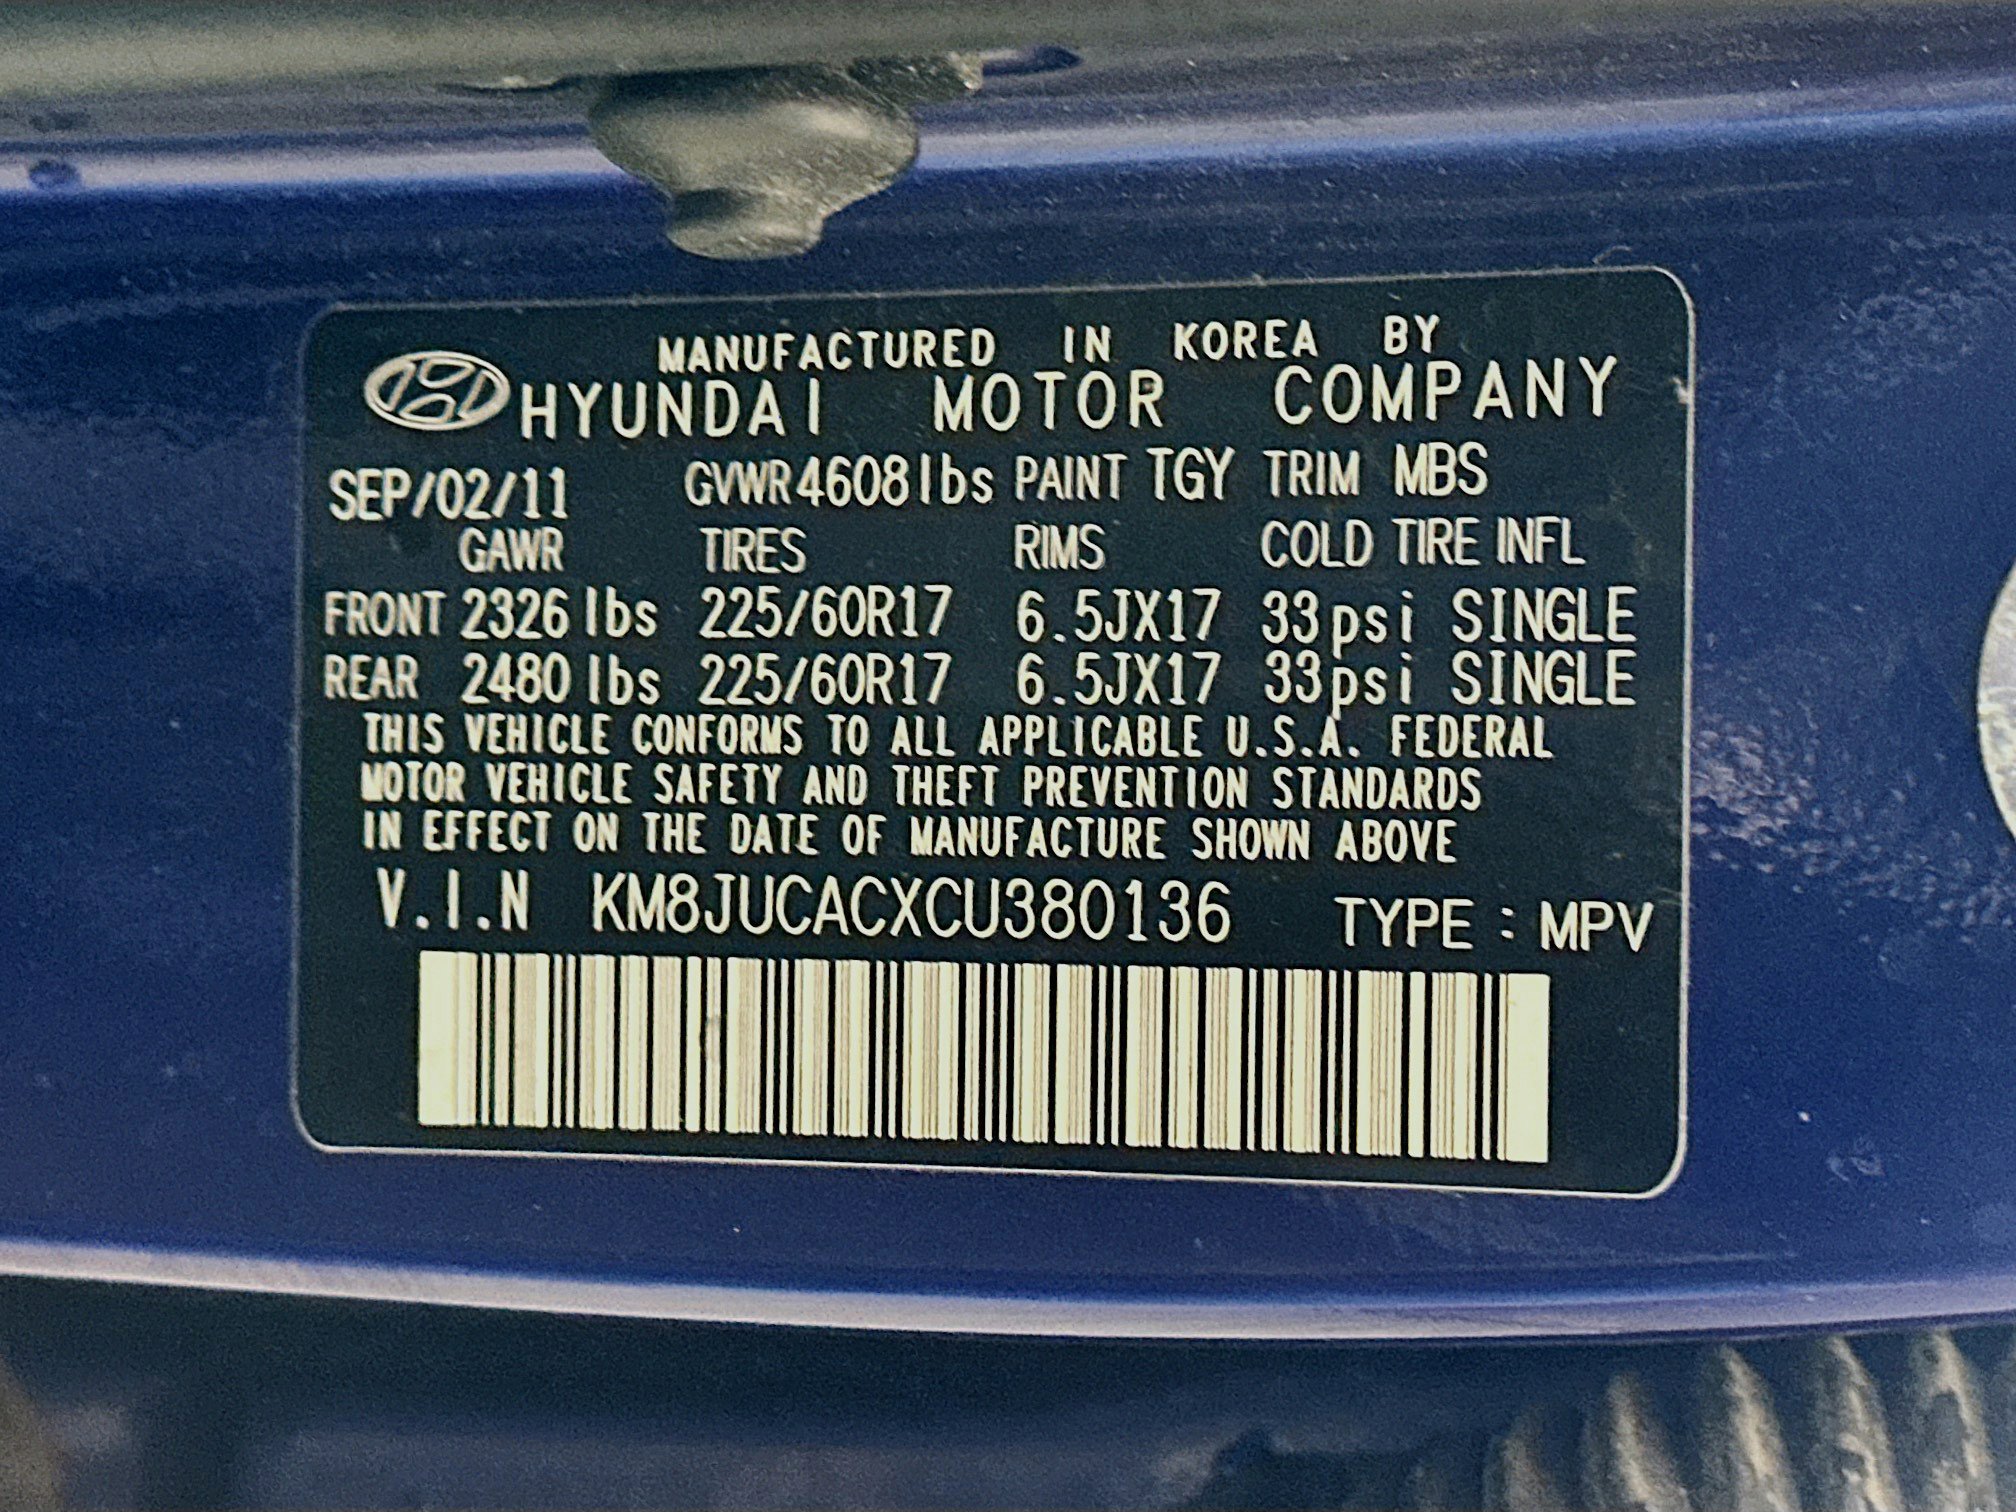 MANUFACTURED IN KOREA BY
HYUNDAI MOTOR COMPANY
SEP/02/11 GVWR4608lbs PAINT TGY TRIM MBS
GAWR TIRES RIMS COLD TIRE INFL
FRONT 2326lbs 225/60R17 6.5JX17 33psi SINGLE
REAR 2480lbs 225/60R17 6.5JX17 33psi SINGLE
THIS VEHICLE CONFORMS TO ALL APPLICABLE U.S.A. FEDERAL
MOTOR VEHICLE SAFETY AND THEFT PREVENTION STANDARDS
IN EFFECT ON THE DATE OF MANUFACTURE SHOWN ABOVE
V.I.N KM8JUCACXCU380136 TYPE : MPV